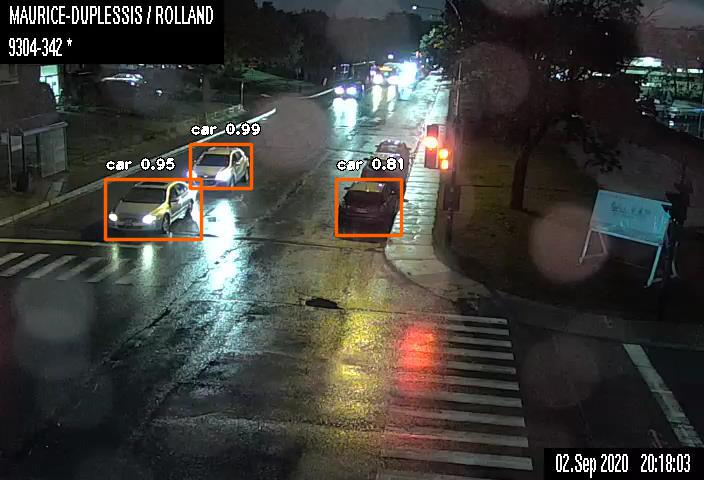 MAURICE-DUPLESSIS / ROLLAND
9304-342 *
car 0.99
car 0.95
car 0.81
02.Sep 2020 20:18:03